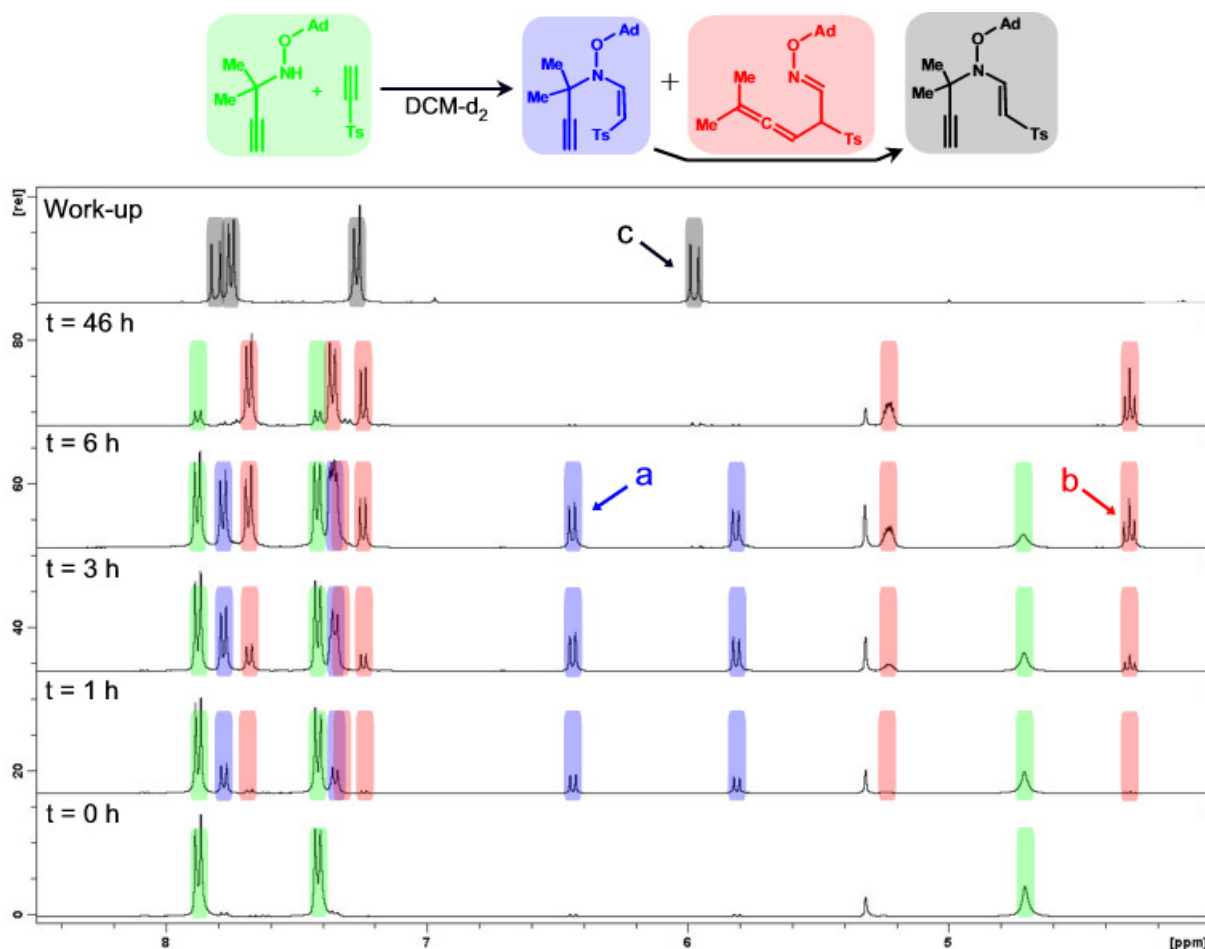 Ad Ad Ad Ad
O O O O
Me NH Me N N Me N
Me + Me Me Me
Ts Ts C Ts Ts
DCM-d2
+
[rel] Work-up
c
t = 46 h
80
t = 6 h
60
a
b
t = 3 h
40
t = 1 h
20
t = 0 h
0
8 7 6 5 [ppm]